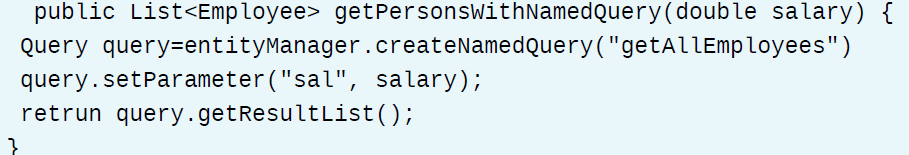 public List<Employee> getPersonsWithNamedQuery(double salary) {
Query query=entityManager.createNamedQuery("getAllEmployees")
query.setParameter("sal", salary);
retrun query.getResultList();
}